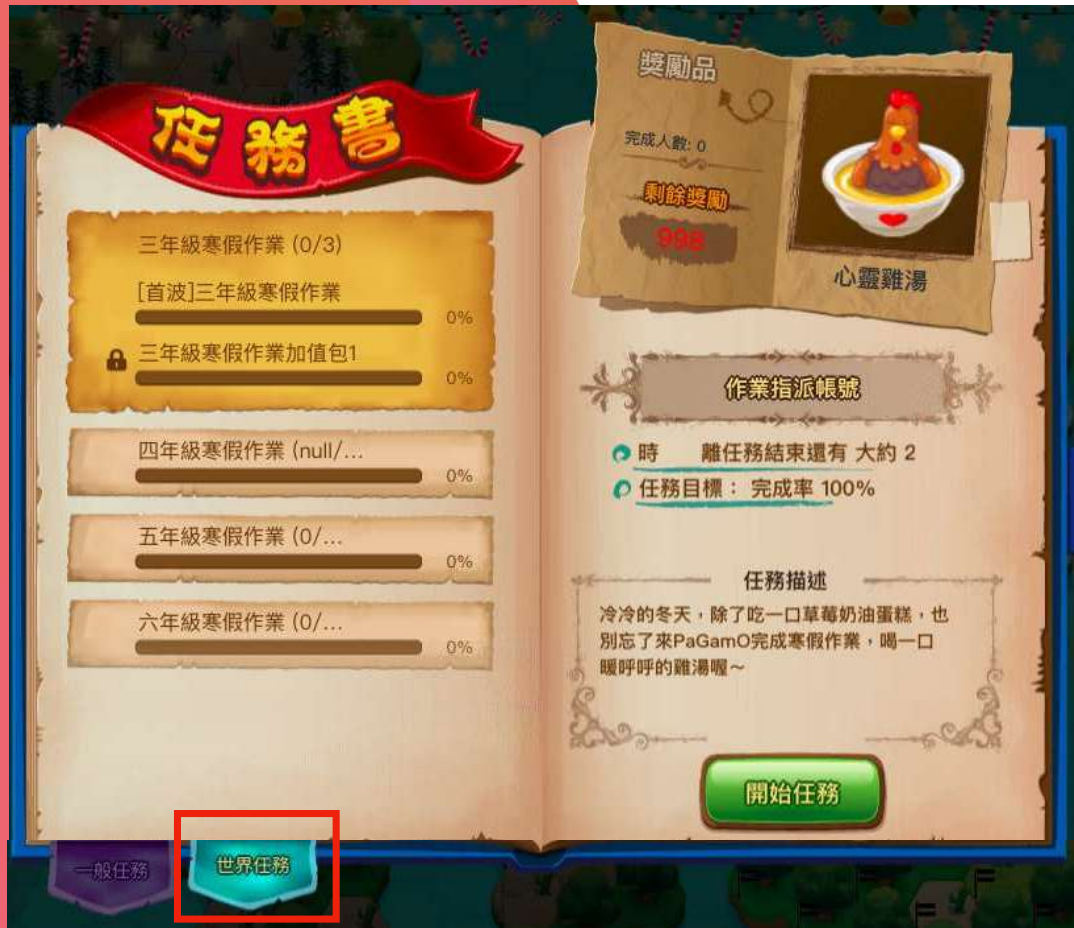 任務書
三年級寒假作業 (0/3)
[首波]三年級寒假作業
0%
三年級寒假作業加值包1
0%
四年級寒假作業 (null/...
0%
五年級寒假作業 (0/...
0%
六年級寒假作業 (0/...
0%
獎勵品
完成人數: 0
剩餘獎勵
998
心靈雞湯
作業指派帳號
時 離任務結束還有 大約 2
任務目標： 完成率 100%
任務描述
冷冷的冬天，除了吃一口草莓奶油蛋糕，也
別忘了來PaGamO完成寒假作業，喝一口
暖呼呼的雞湯喔～
開始任務
一般任務
世界任務